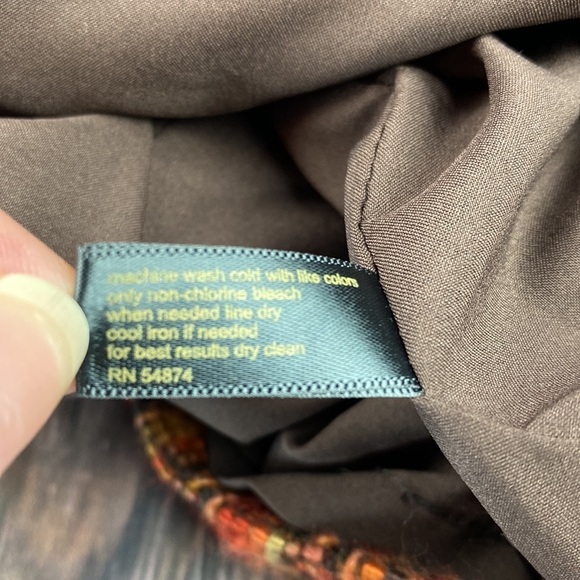 machine wash cold with like colors
only non-chlorine bleach
when needed line dry
cool iron if needed
for best results dry clean
RN 54874